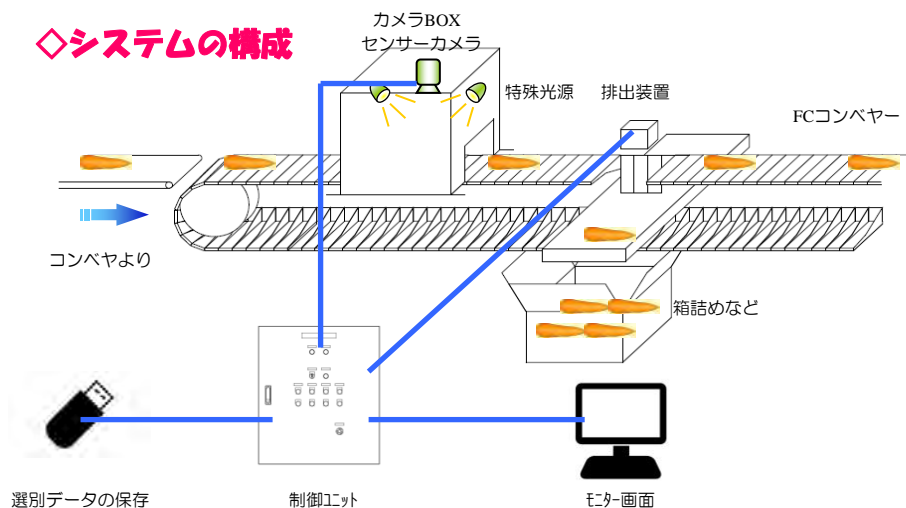 ◇システムの構成
カメラBOX
センサーカメラ
特殊光源
排出装置
FCコンベヤー
コンベヤより
箱詰めなど
選別データの保存
制御ﾕﾆｯﾄ
ﾓﾆﾀｰ画面